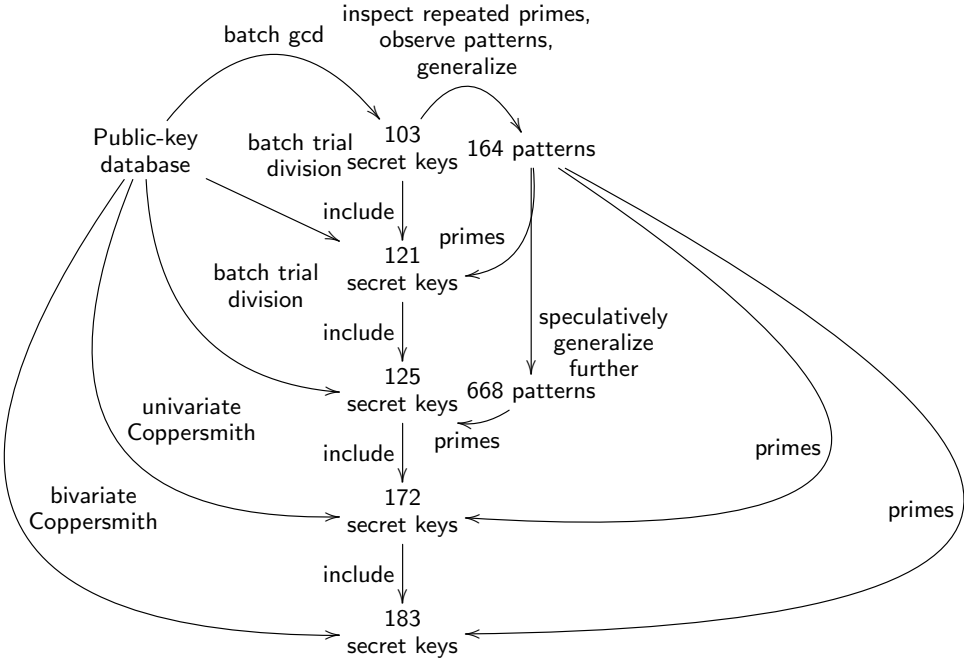 inspect repeated primes,
observe patterns,
generalize
batch gcd
Public-key
database
103
secret keys
164 patterns
batch trial
division
include
primes
121
secret keys
batch trial
division
include
speculatively
generalize
further
125
secret keys
668 patterns
primes
univariate
Coppersmith
include
primes
172
secret keys
bivariate
Coppersmith
primes
include
183
secret keys